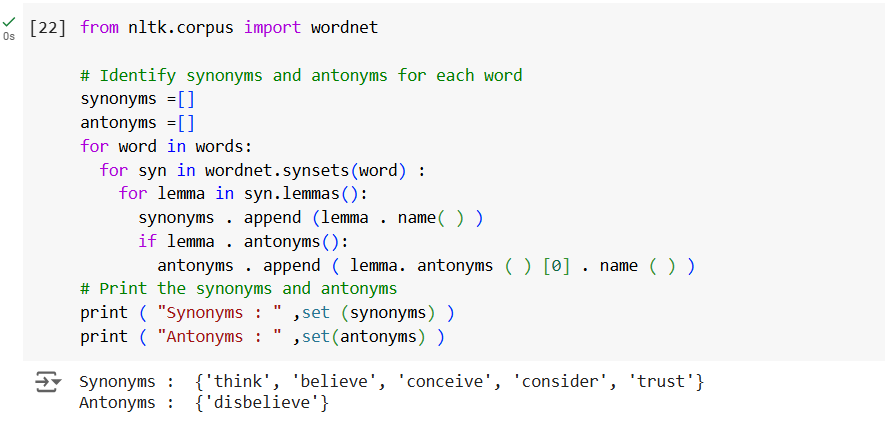 [22] from nltk.corpus import wordnet
0s
# Identify synonyms and antonyms for each word
synonyms =[]
antonyms =[]
for word in words:
  for syn in wordnet.synsets(word) :
    for lemma in syn.lemmas():
      synonyms . append (lemma . name( ) )
      if lemma . antonyms():
        antonyms . append ( lemma. antonyms ( ) [0] . name ( ) )
# Print the synonyms and antonyms
print ( "Synonyms : " ,set (synonyms) )
print ( "Antonyms : " ,set(antonyms) )
Synonyms :  {'think', 'believe', 'conceive', 'consider', 'trust'}
Antonyms :  {'disbelieve'}